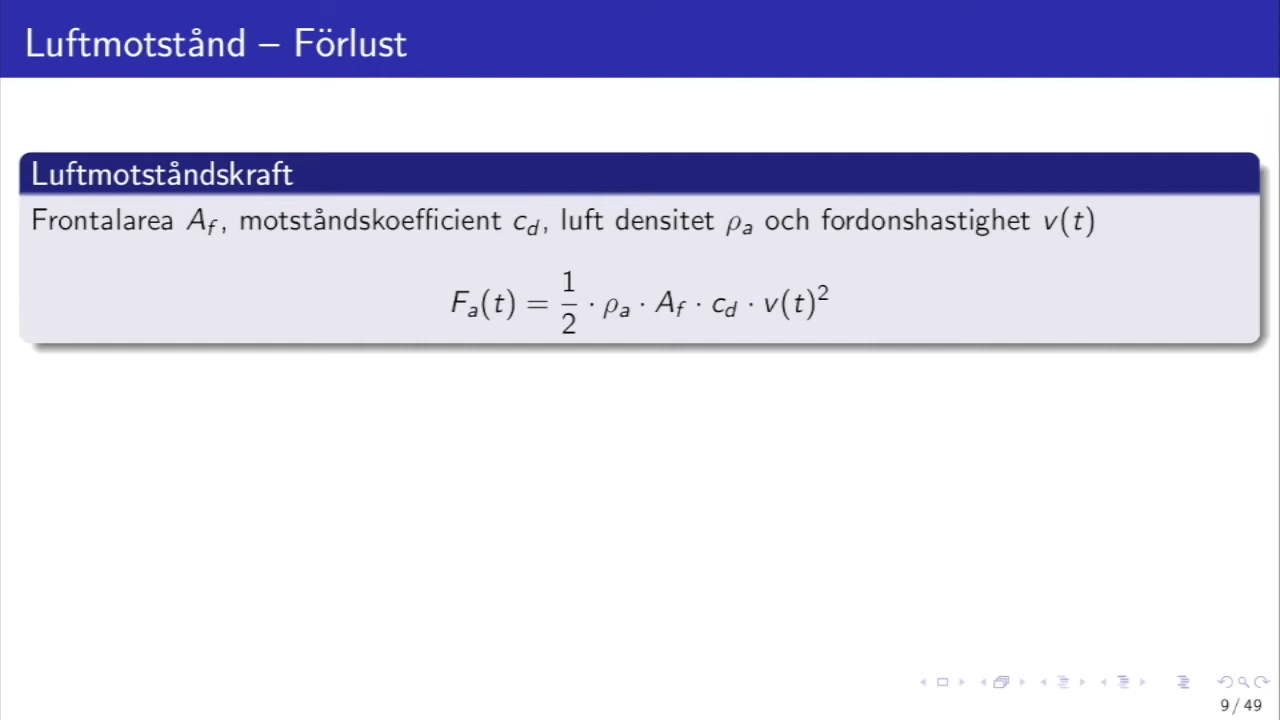 Luftmotstånd – Förlust
Luftmotståndskraft
Frontalarea A_f, motståndskoefficient c_d, luft densitet ρ_a och fordonshastighet v(t)
F_a(t) = 1/2 · ρ_a · A_f · c_d · v(t)²
9 / 49